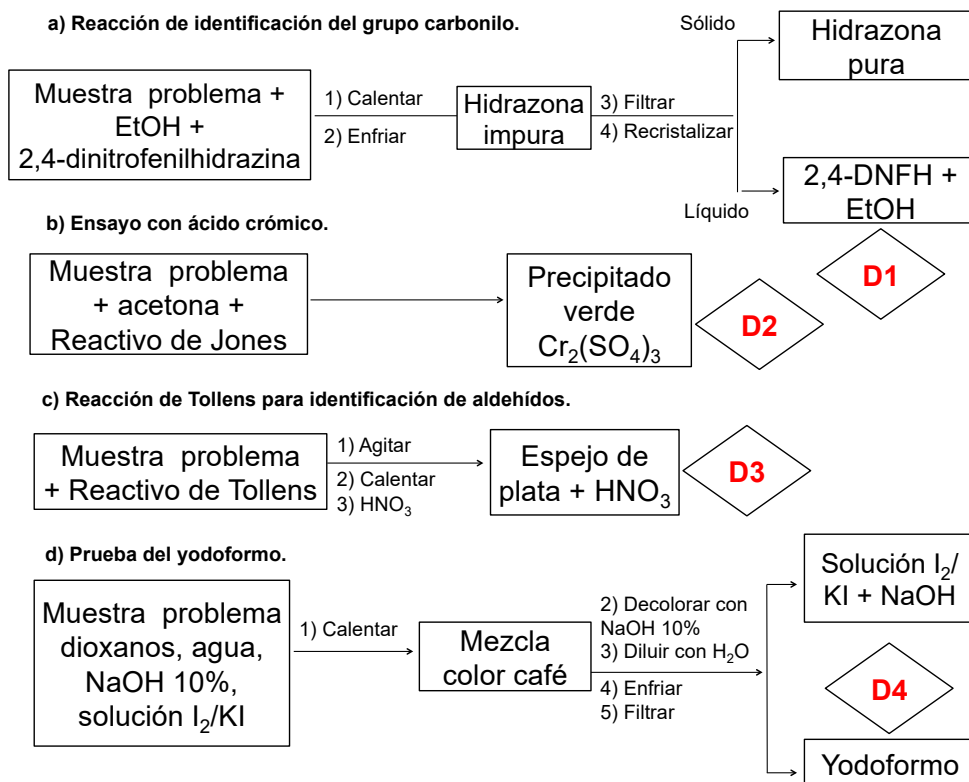 a) Reacción de identificación del grupo carbonilo.
Sólido
Hidrazona
pura
Muestra problema +
EtOH +
2,4-dinitrofenilhidrazina
1) Calentar
2) Enfriar
Hidrazona
impura
3) Filtrar
4) Recristalizar
Líquido
2,4-DNFH +
EtOH
D1
b) Ensayo con ácido crómico.
Muestra problema
+ acetona +
Reactivo de Jones
Precipitado
verde
Cr₂(SO₄)₃
D2
c) Reacción de Tollens para identificación de aldehídos.
Muestra problema
+ Reactivo de Tollens
1) Agitar
2) Calentar
3) HNO₃
Espejo de
plata + HNO₃
D3
d) Prueba del yodoformo.
Muestra problema
dioxanos, agua,
NaOH 10%,
solución I₂/KI
1) Calentar
Mezcla
color café
2) Decolorar con
NaOH 10%
3) Diluir con H₂O
4) Enfriar
5) Filtrar
Solución I₂/
KI + NaOH
D4
Yodoformo